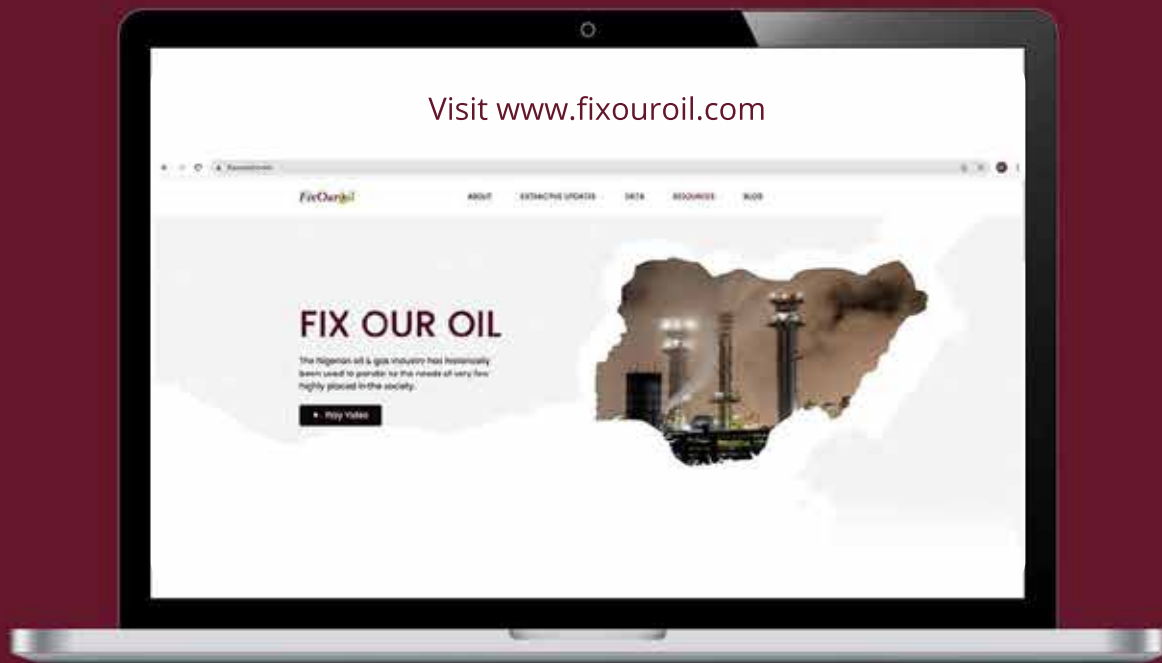 Visit www.fixouroil.com
FixOuroil
ABOUT
EXTRACTIVE UPDATES
DATA
RESOURCES
BLOG
FIX OUR OIL
The Nigerian oil & gas industry has historically
been used to pander to the needs of very few
highly placed in the society.
Play Video